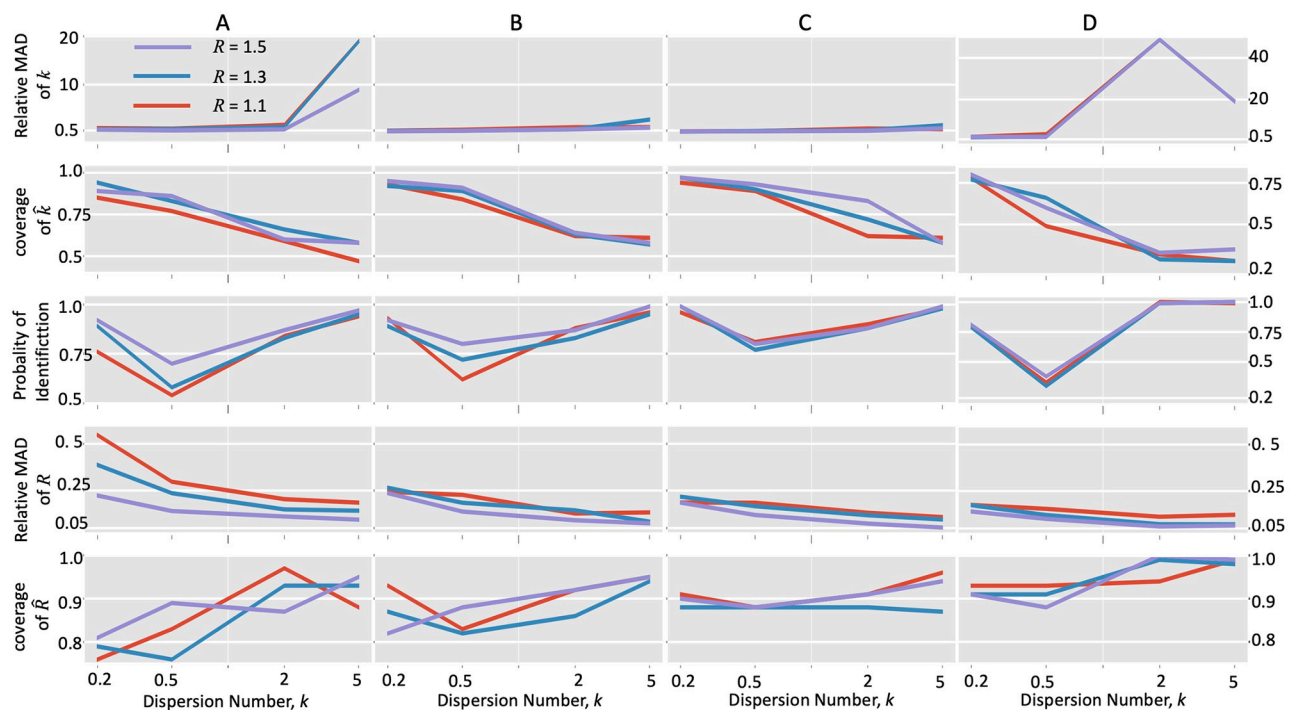 A B C D
Relative MAD
of k
20
10
0.5
R = 1.5
R = 1.3
R = 1.1
40
20
0.5
coverage
of k̂
1.0
0.75
0.5
0.75
0.5
0.2
Probality of
Identifictiion
1.0
0.75
0.5
1.0
0.75
0.5
0.2
Relative MAD
of R
0. 5
0.25
0.05
0. 5
0.25
0.05
coverage
of R̂
1.0
0.9
0.8
1.0
0.9
0.8
0.2 0.5 2 5 0.2 0.5 2 5 0.2 0.5 2 5 0.2 0.5 2 5
Dispersion Number, k Dispersion Number, k Dispersion Number, k Dispersion Number, k